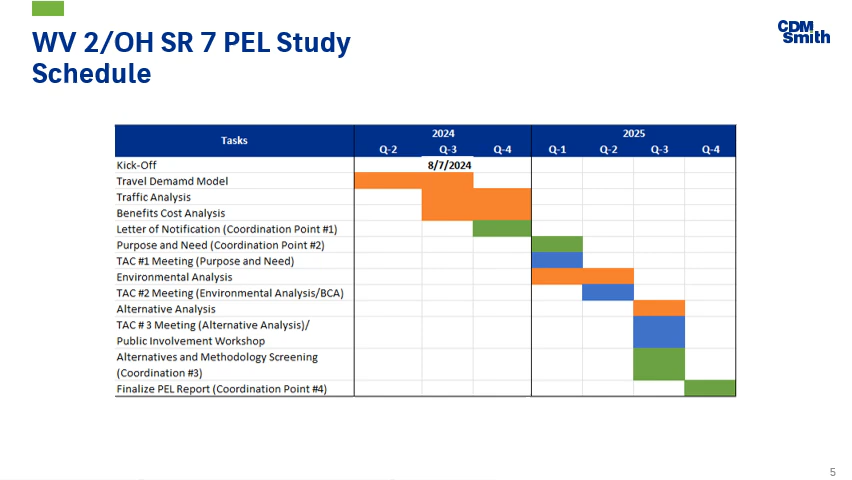 WV 2/OH SR 7 PEL Study
Schedule
CDM
Smith
Tasks
2024
2025
Q-2 Q-3 Q-4 Q-1 Q-2 Q-3 Q-4
Kick-Off 8/7/2024
Travel Demamd Model
Traffic Analysis
Benefits Cost Analysis
Letter of Notification (Coordination Point #1)
Purpose and Need (Coordination Point #2)
TAC #1 Meeting (Purpose and Need)
Environmental Analysis
TAC #2 Meeting (Environmental Analysis/BCA)
Alternative Analysis
TAC # 3 Meeting (Alternative Analysis)/
Public Involvement Workshop
Alternatives and Methodology Screening
(Coordination #3)
Finalize PEL Report (Coordination Point #4)
5